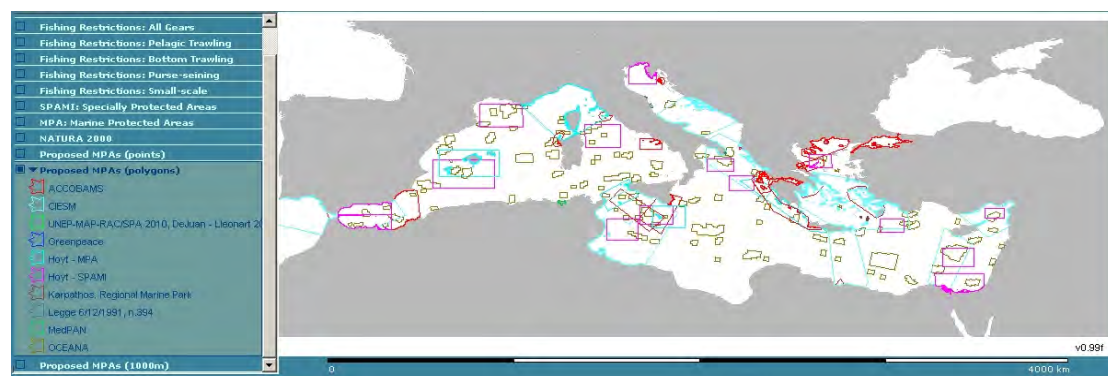 Fishing Restrictions: All Gears
Fishing Restrictions: Pelagic Trawling
Fishing Restrictions: Bottom Trawling
Fishing Restrictions: Purse-seining
Fishing Restrictions: Small-scale
SPAMI: Specially Protected Areas
MPA: Marine Protected Areas
NATURA 2000
Proposed MPAs (points)
Proposed MPAs (polygons)
ACCOBAMS
CIESM
UNEP-MAP-RAC/SPA 2010, DeJuan - Lleonart 20
Greenpeace
Hoyt - MPA
Hoyt - SPAMI
Karpathos. Regional Marine Park
Legge 6/12/1991, n.394
MedPAN
OCEANA
Proposed MPAs (1000m)
v0.99f
0 4000 km